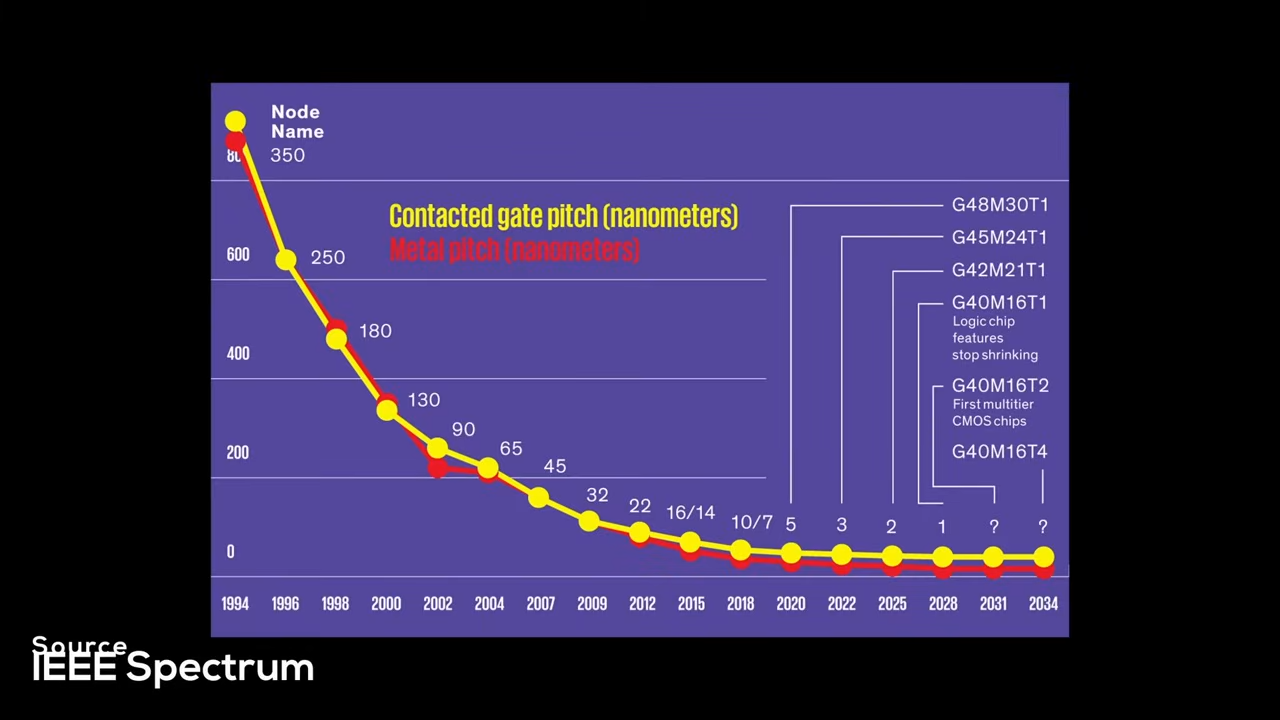 Node
Name
350
250
180
130
90
65
45
32
22
16/14
10/7
5
3
2
1
?
?
Contacted gate pitch (nanometers)
Metal pitch (nanometers)
G48M30T1
G45M24T1
G42M21T1
G40M16T1
Logic chip
features
stop shrinking
G40M16T2
First multitier
CMOS chips
G40M16T4
600
400
200
0
1994 1996 1998 2000 2002 2004 2007 2009 2012 2015 2018 2020 2022 2025 2028 2031 2034
Source
IEEE Spectrum